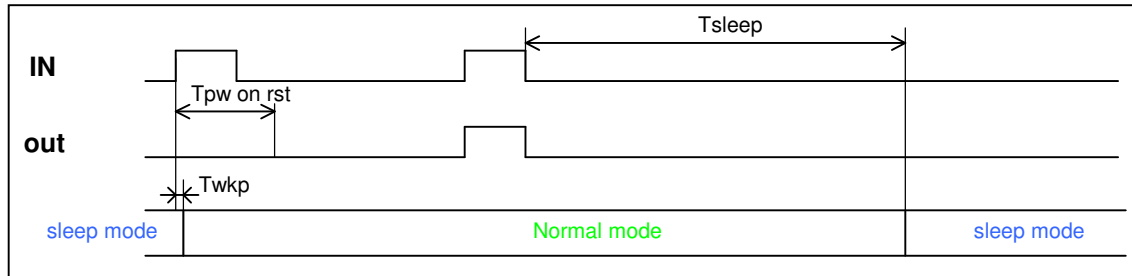 Tsleep
IN
Tpw on rst
out
Twkp
sleep mode Normal mode sleep mode